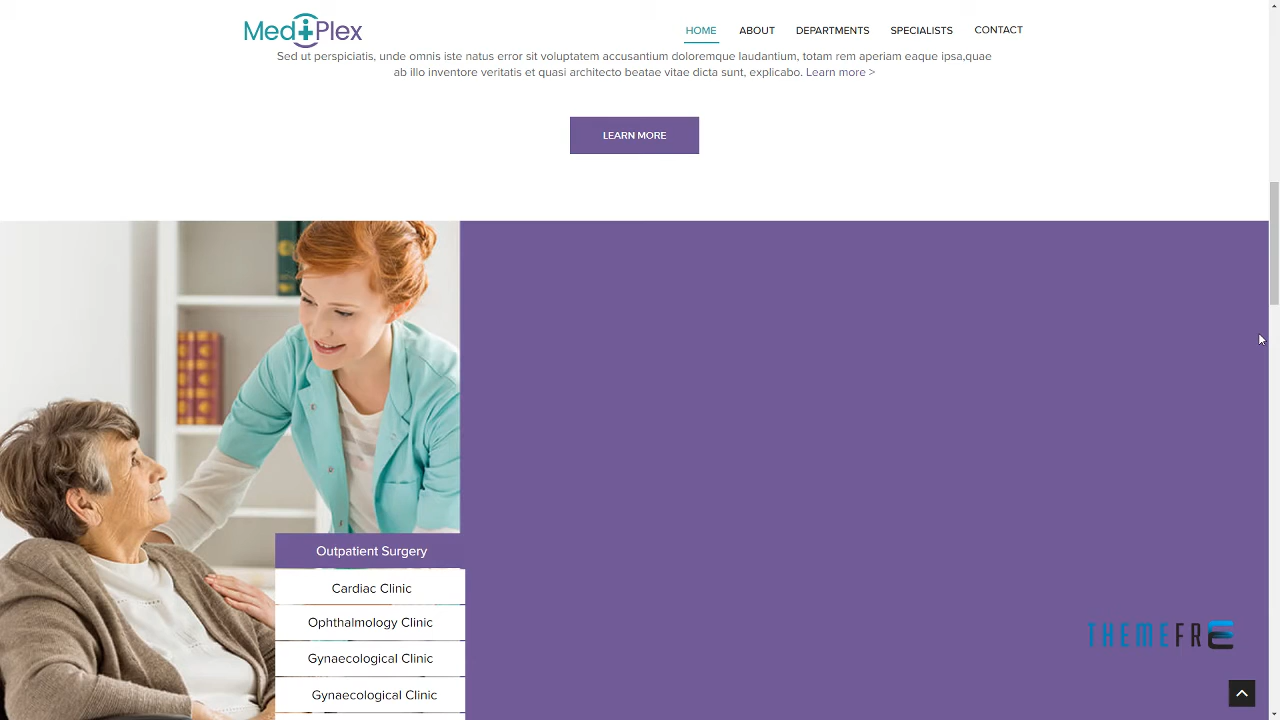 MediPlex
HOME ABOUT DEPARTMENTS SPECIALISTS CONTACT
Sed ut perspiciatis, unde omnis iste natus error sit voluptatem accusantium doloremque laudantium, totam rem aperiam eaque ipsa,quae
ab illo inventore veritatis et quasi architecto beatae vitae dicta sunt, explicabo. Learn more >
LEARN MORE
Outpatient Surgery
Cardiac Clinic
Ophthalmology Clinic
Gynaecological Clinic
Gynaecological Clinic
THEMEFRE